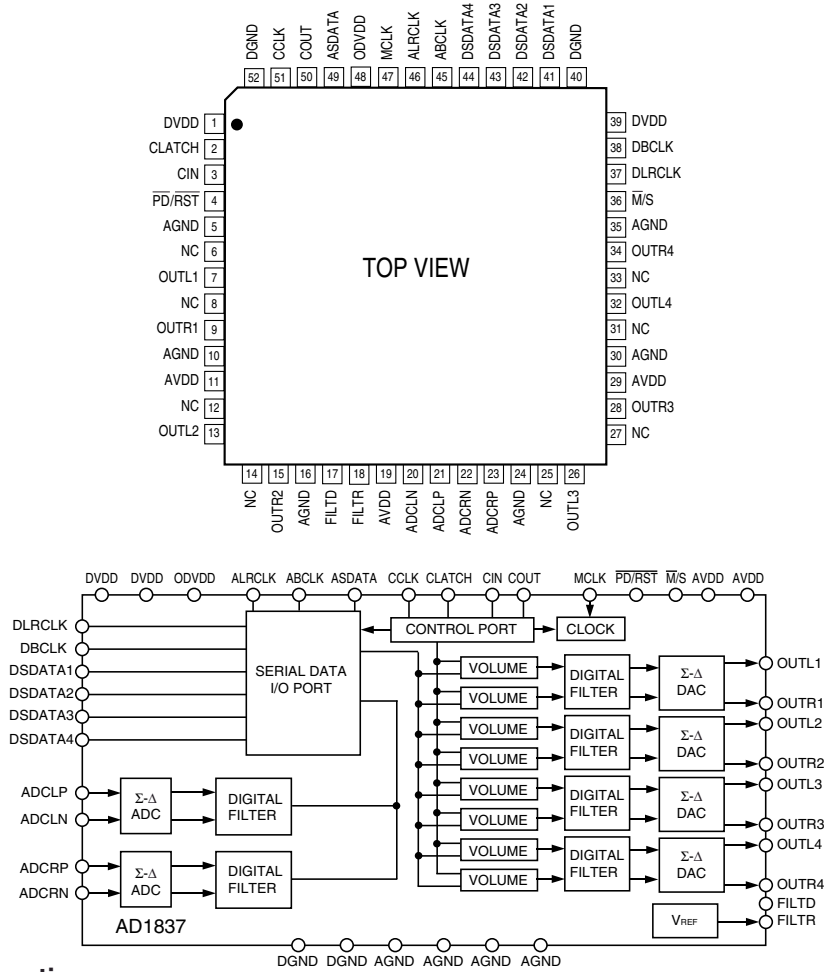 DGND CCLK COUT ASDATA ODVDD MCLK ALRCLK ABCLK DSDATA4 DSDATA3 DSDATA2 DSDATA1 DGND
52 51 50 49 48 47 46 45 44 43 42 41 40
DVDD 1
CLATCH 2
CIN 3
PD/RST 4
AGND 5
NC 6
OUTL1 7
NC 8
OUTR1 9
AGND 10
AVDD 11
NC 12
OUTL2 13
TOP VIEW
39 DVDD
38 DBCLK
37 DLRCLK
36 M/S
35 AGND
34 OUTR4
33 NC
32 OUTL4
31 NC
30 AGND
29 AVDD
28 OUTR3
27 NC
14 15 16 17 18 19 20 21 22 23 24 25 26
NC OUTR2 AGND FILTD FILTR AVDD ADCLN ADCLP ADCRN ADCRP AGND NC OUTL3
DVDD DVDD ODVDD ALRCLK ABCLK ASDATA CCLK CLATCH CIN COUT MCLK PD/RST M/S AVDD AVDD
DLRCLK
DBCLK
DSDATA1
DSDATA2
DSDATA3
DSDATA4
SERIAL DATA
I/O PORT
CONTROL PORT
CLOCK
VOLUME
VOLUME
VOLUME
VOLUME
VOLUME
VOLUME
VOLUME
VOLUME
DIGITAL
FILTER
DIGITAL
FILTER
DIGITAL
FILTER
DIGITAL
FILTER
Σ-Δ
DAC
Σ-Δ
DAC
Σ-Δ
DAC
Σ-Δ
DAC
OUTL1
OUTR1
OUTL2
OUTR2
OUTL3
OUTR3
OUTL4
OUTR4
FILTD
FILTR
ADCLP
ADCLN
Σ-Δ
ADC
DIGITAL
FILTER
ADCRP
ADCRN
Σ-Δ
ADC
DIGITAL
FILTER
AD1837
VREF
DGND DGND AGND AGND AGND AGND